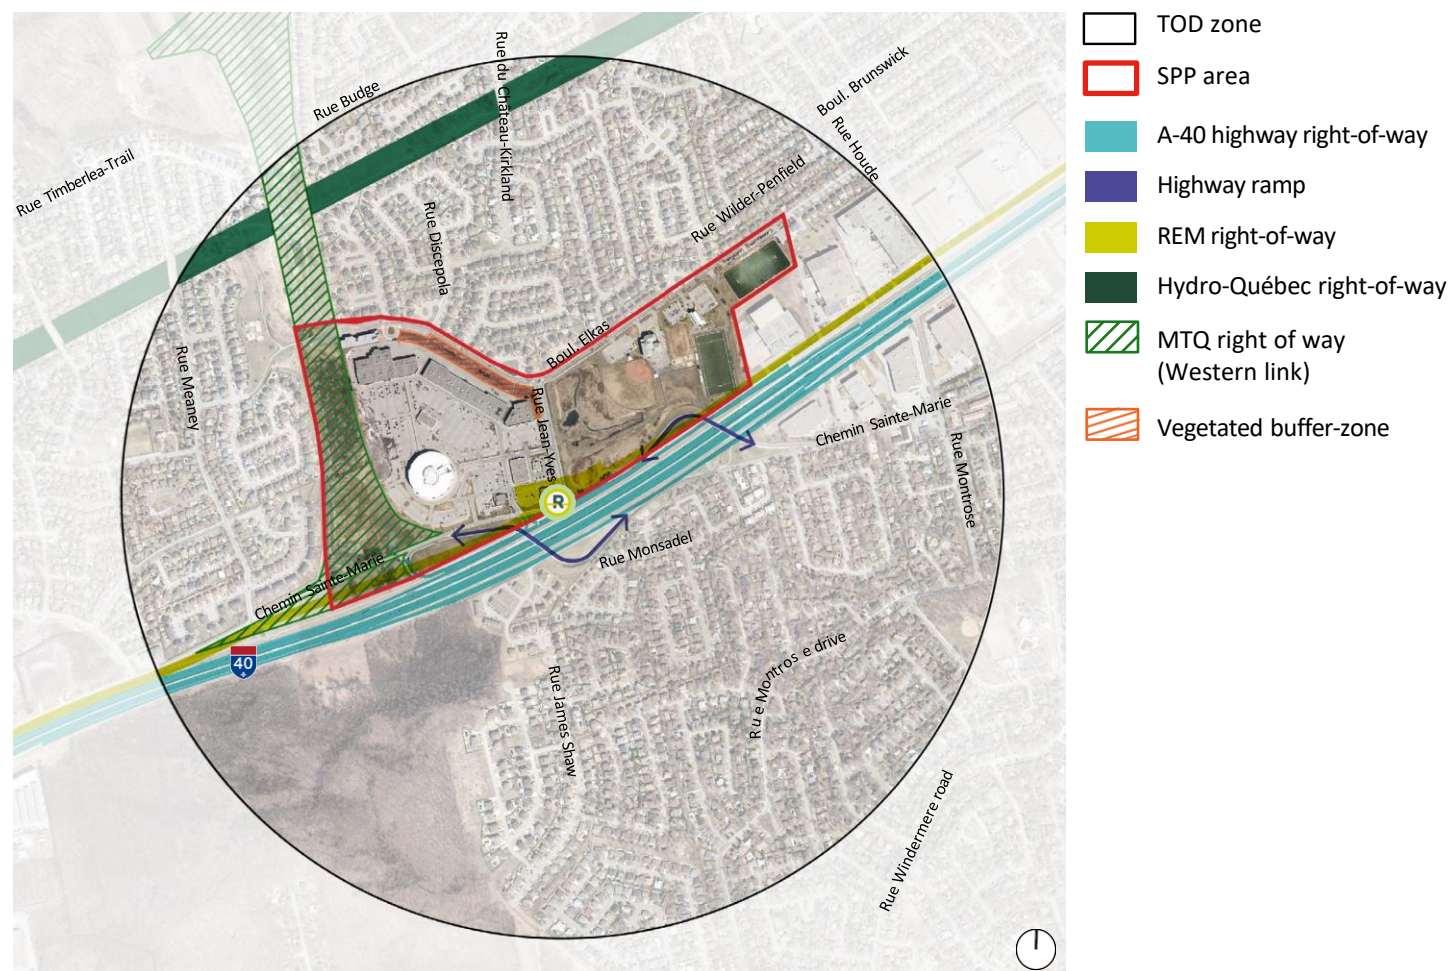 TOD zone
SPP area
A-40 highway right-of-way
Highway ramp
REM right-of-way
Hydro-Québec right-of-way
MTQ right of way
(Western link)
Vegetated buffer-zone
Rue Budge
Rue du Château-Kirkland
Boul. Brunswick
Rue Houde
Rue Timberlea-Trail
Rue Wilder-Penfield
Rue Discepola
Boul. Elkas
Rue Meaney
Rue Jean-Yves
Chemin Sainte-Marie
Rue Montrose
R
Rue Monsadel
Chemin Sainte-Marie
40
Rue Montrose drive
Rue James Shaw
Rue Windermere road